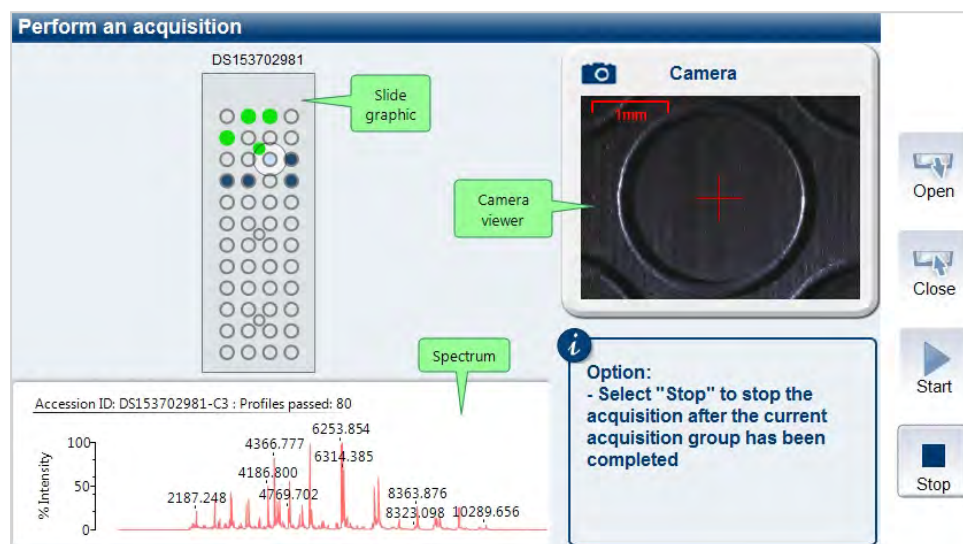 Perform an acquisition
DS153702981
Slide
graphic
Camera
1mm
Camera
viewer
Open
Close
Start
Stop
Spectrum
i
Option:
- Select "Stop" to stop the
acquisition after the current
acquisition group has been
completed
Accession ID: DS153702981-C3 : Profiles passed: 80
% Intensity
100
50
0
2187.248
4186.800
4366.777
4769.702
6253.854
6314.385
8363.876
8323.098
10289.656